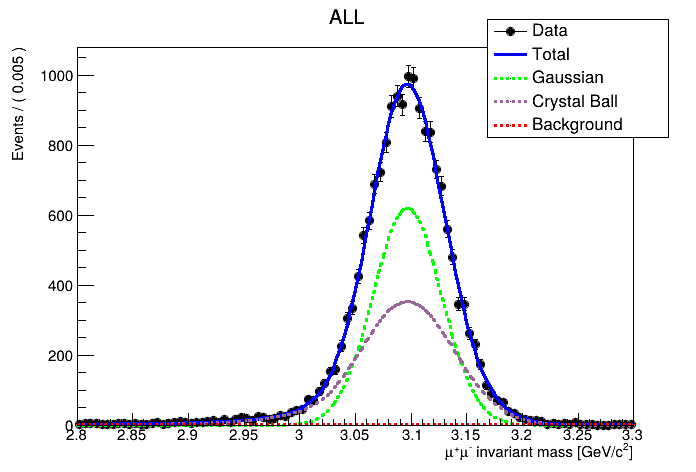 ALL
Data
Total
Gaussian
Crystal Ball
Background
Events / ( 0.005 )
1000
800
600
400
200
0
2.8 2.85 2.9 2.95 3 3.05 3.1 3.15 3.2 3.25 3.3
μ⁺μ⁻ invariant mass [GeV/c²]